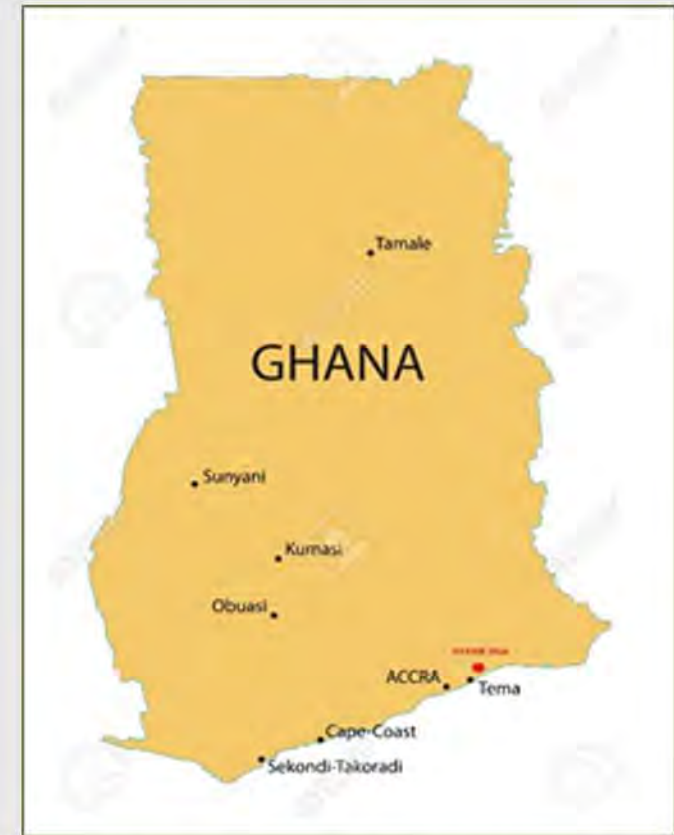 Tamale
GHANA
Sunyani
Kumasi
Obuasi
ACCRA
Tema
Cape-Coast
Sekondi-Takoradi